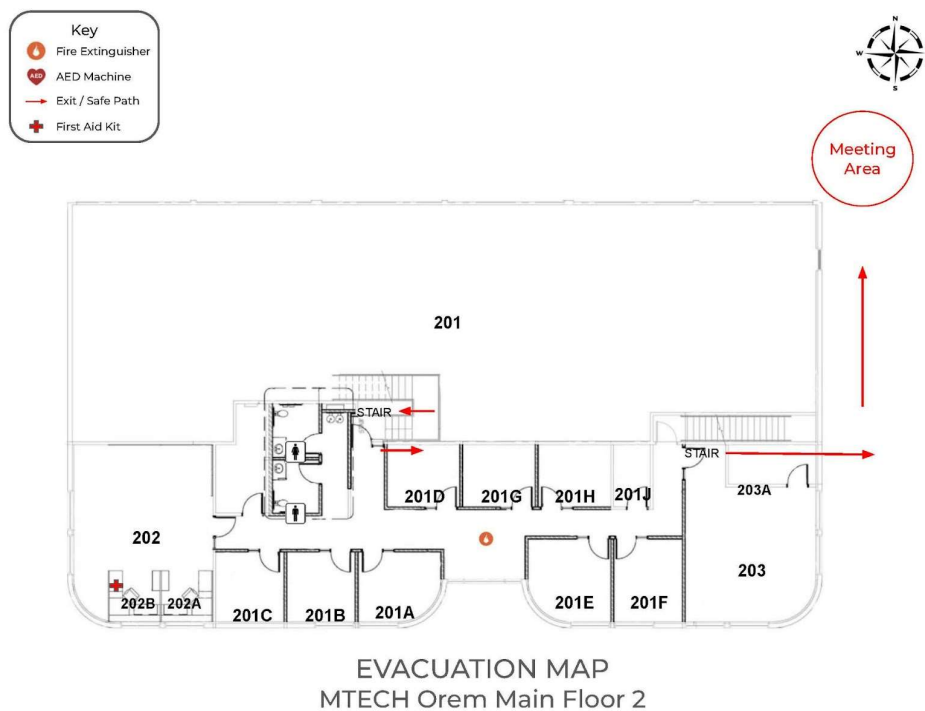 Key
Fire Extinguisher
AED
AED Machine
Exit / Safe Path
First Aid Kit
N
W
E
S
Meeting
Area
201
STAIR
STAIR
201D
201G
201H
201J
203A
202
203
202B
202A
201C
201B
201A
201E
201F
EVACUATION MAP
MTECH Orem Main Floor 2